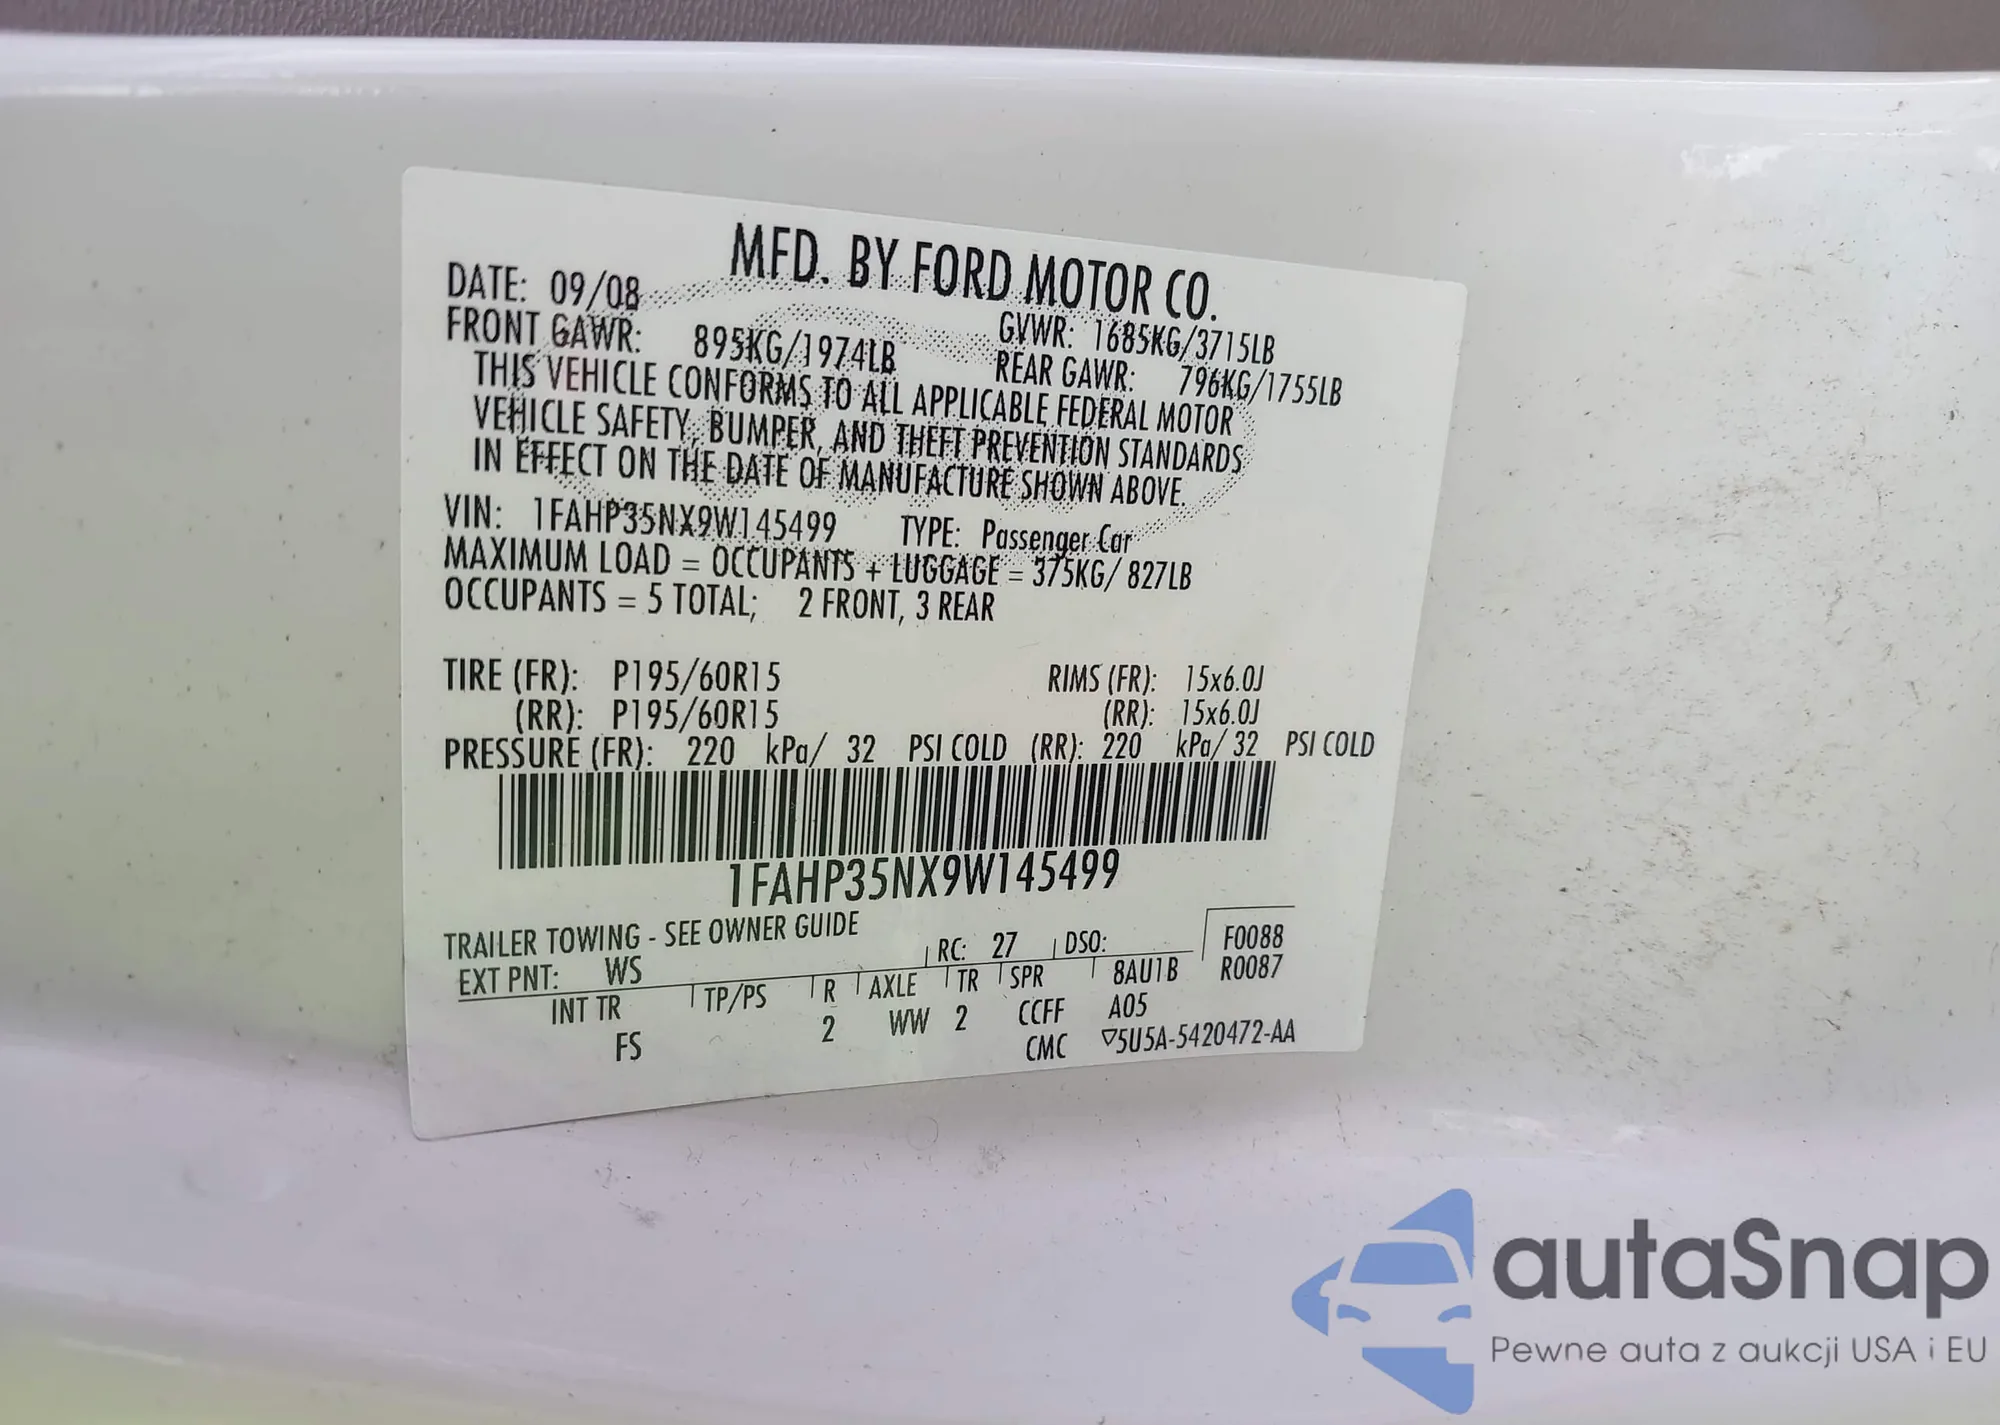 MFD. BY FORD MOTOR CO.
DATE: 09/08 GVWR: 1685KG/3715LB
FRONT GAWR: 895KG/1974LB REAR GAWR: 796KG/1755LB
THIS VEHICLE CONFORMS TO ALL APPLICABLE FEDERAL MOTOR
VEHICLE SAFETY, BUMPER, AND THEFT PREVENTION STANDARDS
IN EFFECT ON THE DATE OF MANUFACTURE SHOWN ABOVE.
VIN: 1FAHP35NX9W145499 TYPE: Passenger Car
MAXIMUM LOAD = OCCUPANTS + LUGGAGE = 375KG/ 827LB
OCCUPANTS = 5 TOTAL; 2 FRONT, 3 REAR
TIRE (FR): P195/60R15 RIMS (FR): 15x6.0J
(RR): P195/60R15 (RR): 15x6.0J
PRESSURE (FR): 220 kPa/ 32 PSI COLD (RR): 220 kPa/ 32 PSI COLD
1FAHP35NX9W145499
TRAILER TOWING - SEE OWNER GUIDE
EXT PNT: WS RC: 27 DSO: F0088
INT TR TP/PS R AXLE TR SPR 8AU1B R0087
FS 2 WW 2 CCFF A05
CMC ▽5U5A-5420472-AA
autaSnap
Pewne auta z aukcji USA i EU